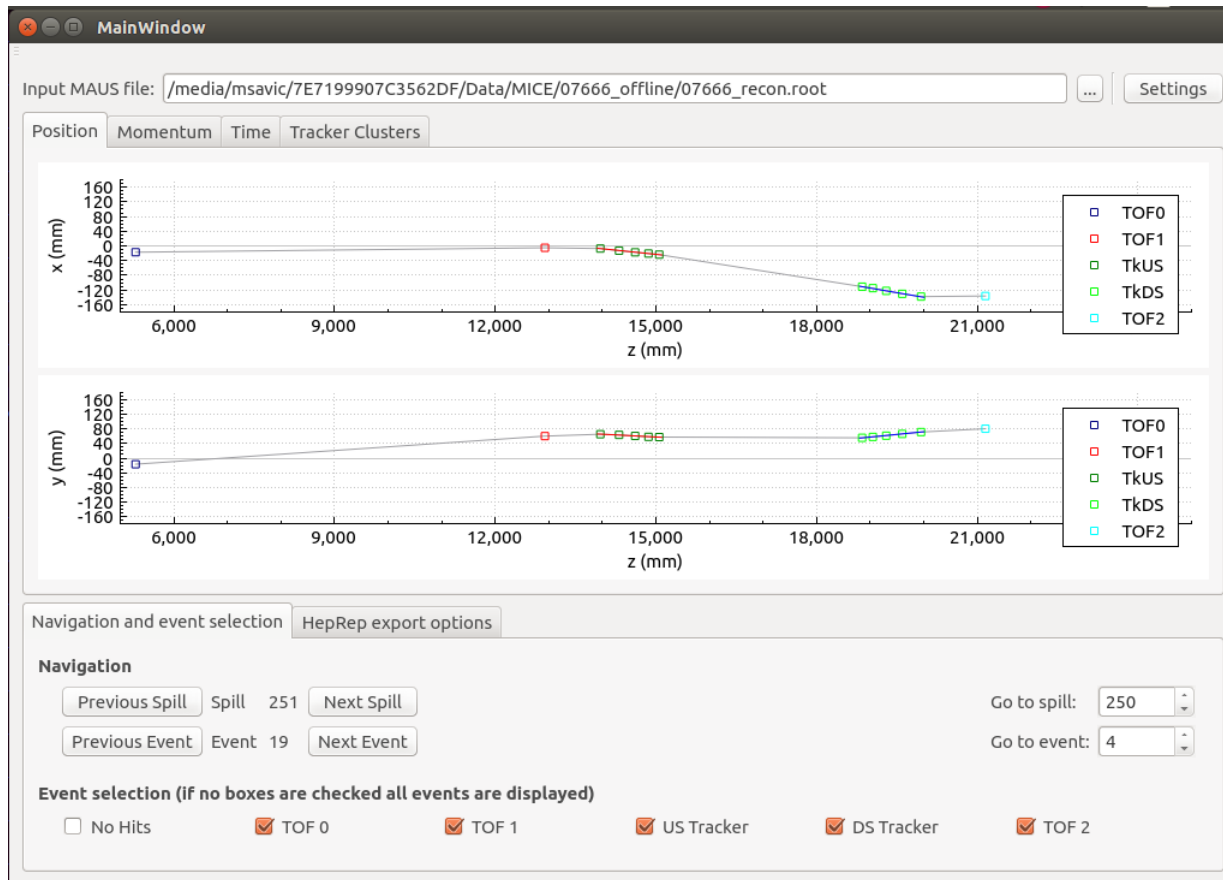 MainWindow
Input MAUS file: /media/msavic/7E7199907C3562DF/Data/MICE/07666_offline/07666_recon.root ... Settings
Position Momentum Time Tracker Clusters
x (mm)
160
120
80
40
0
-40
-80
-120
-160
6,000 9,000 12,000 15,000 18,000 21,000
z (mm)
TOF0
TOF1
TkUS
TkDS
TOF2
y (mm)
160
120
80
40
0
-40
-80
-120
-160
6,000 9,000 12,000 15,000 18,000 21,000
z (mm)
TOF0
TOF1
TkUS
TkDS
TOF2
Navigation and event selection HepRep export options
Navigation
Previous Spill Spill 251 Next Spill Go to spill: 250
Previous Event Event 19 Next Event Go to event: 4
Event selection (if no boxes are checked all events are displayed)
No Hits TOF 0 TOF 1 US Tracker DS Tracker TOF 2